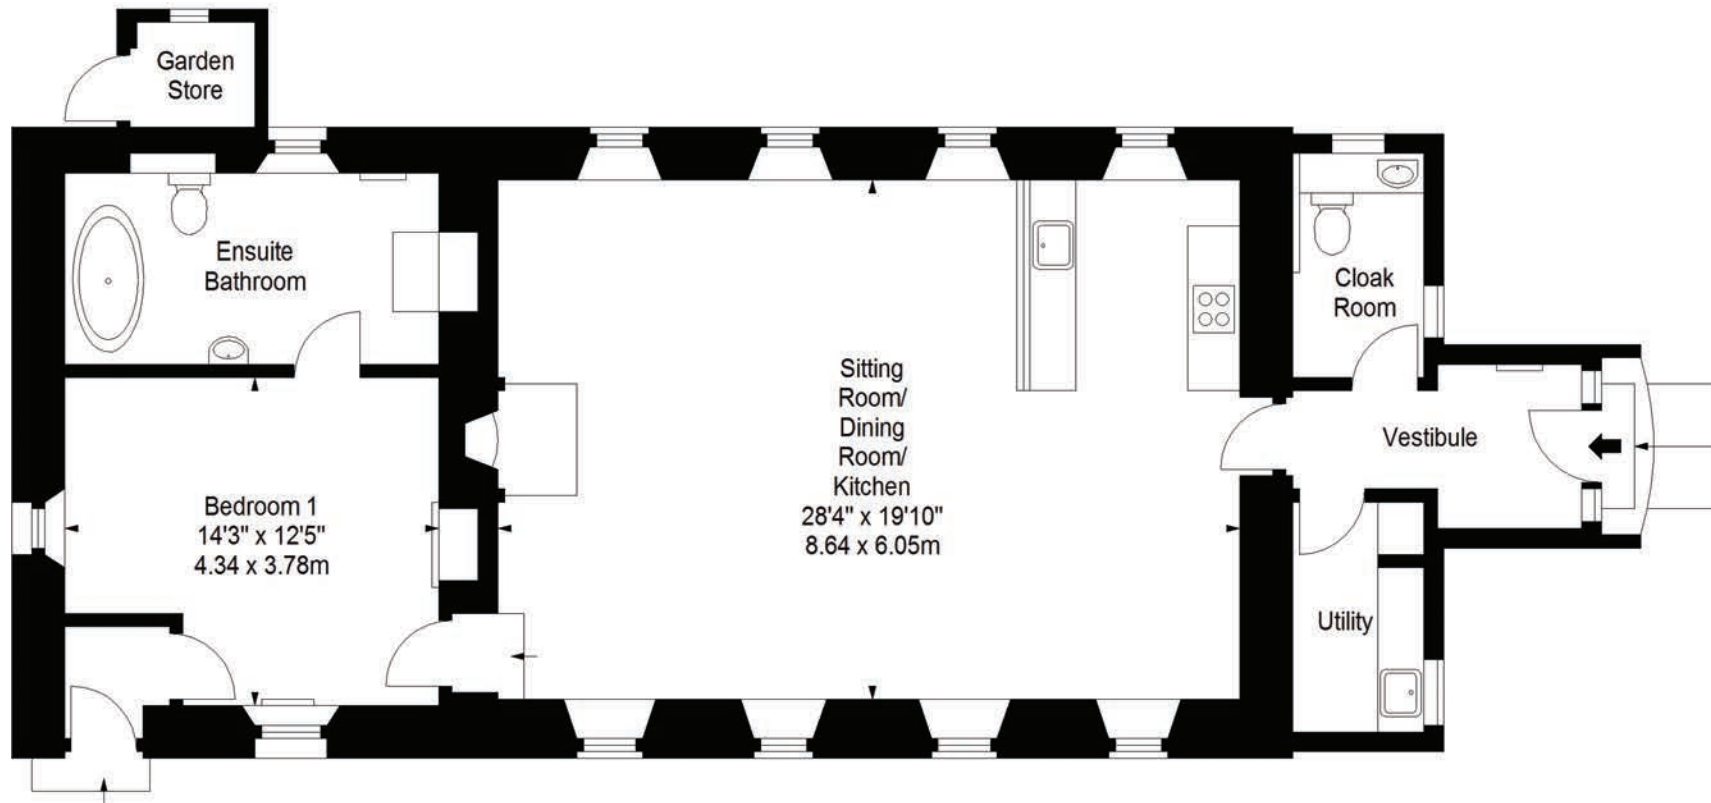 Garden
Store
Ensuite
Bathroom
Cloak
Room
Sitting
Room/
Dining
Room/
Kitchen
28'4" x 19'10"
8.64 x 6.05m
Vestibule
Bedroom 1
14'3" x 12'5"
4.34 x 3.78m
Utility